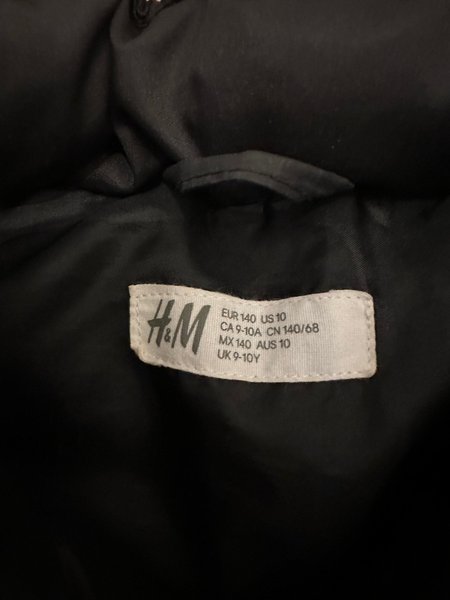 H&M
EUR 140 US 10
CA 9-10A CN 140/68
MX 140 AUS 10
UK 9-10Y